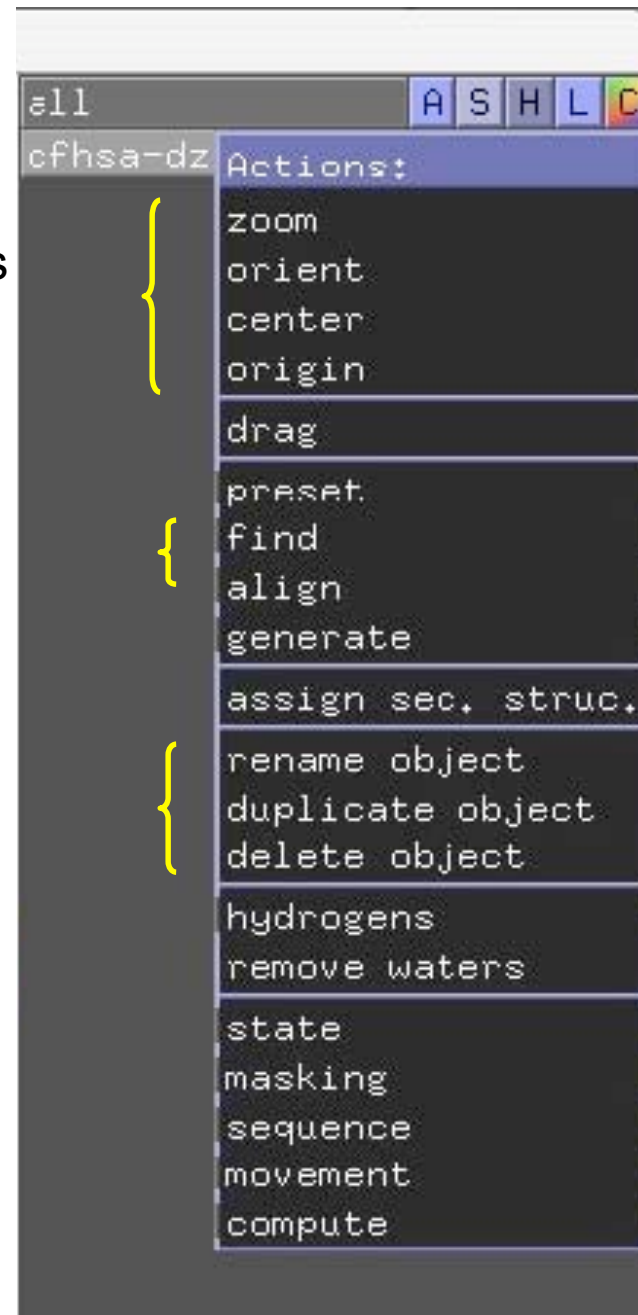 all A S H L C
cfhsa-dz
s
Actions:
zoom
orient
center
origin
drag
preset
find
align
generate
assign sec. struc.
rename object
duplicate object
delete object
hydrogens
remove waters
state
masking
sequence
movement
compute